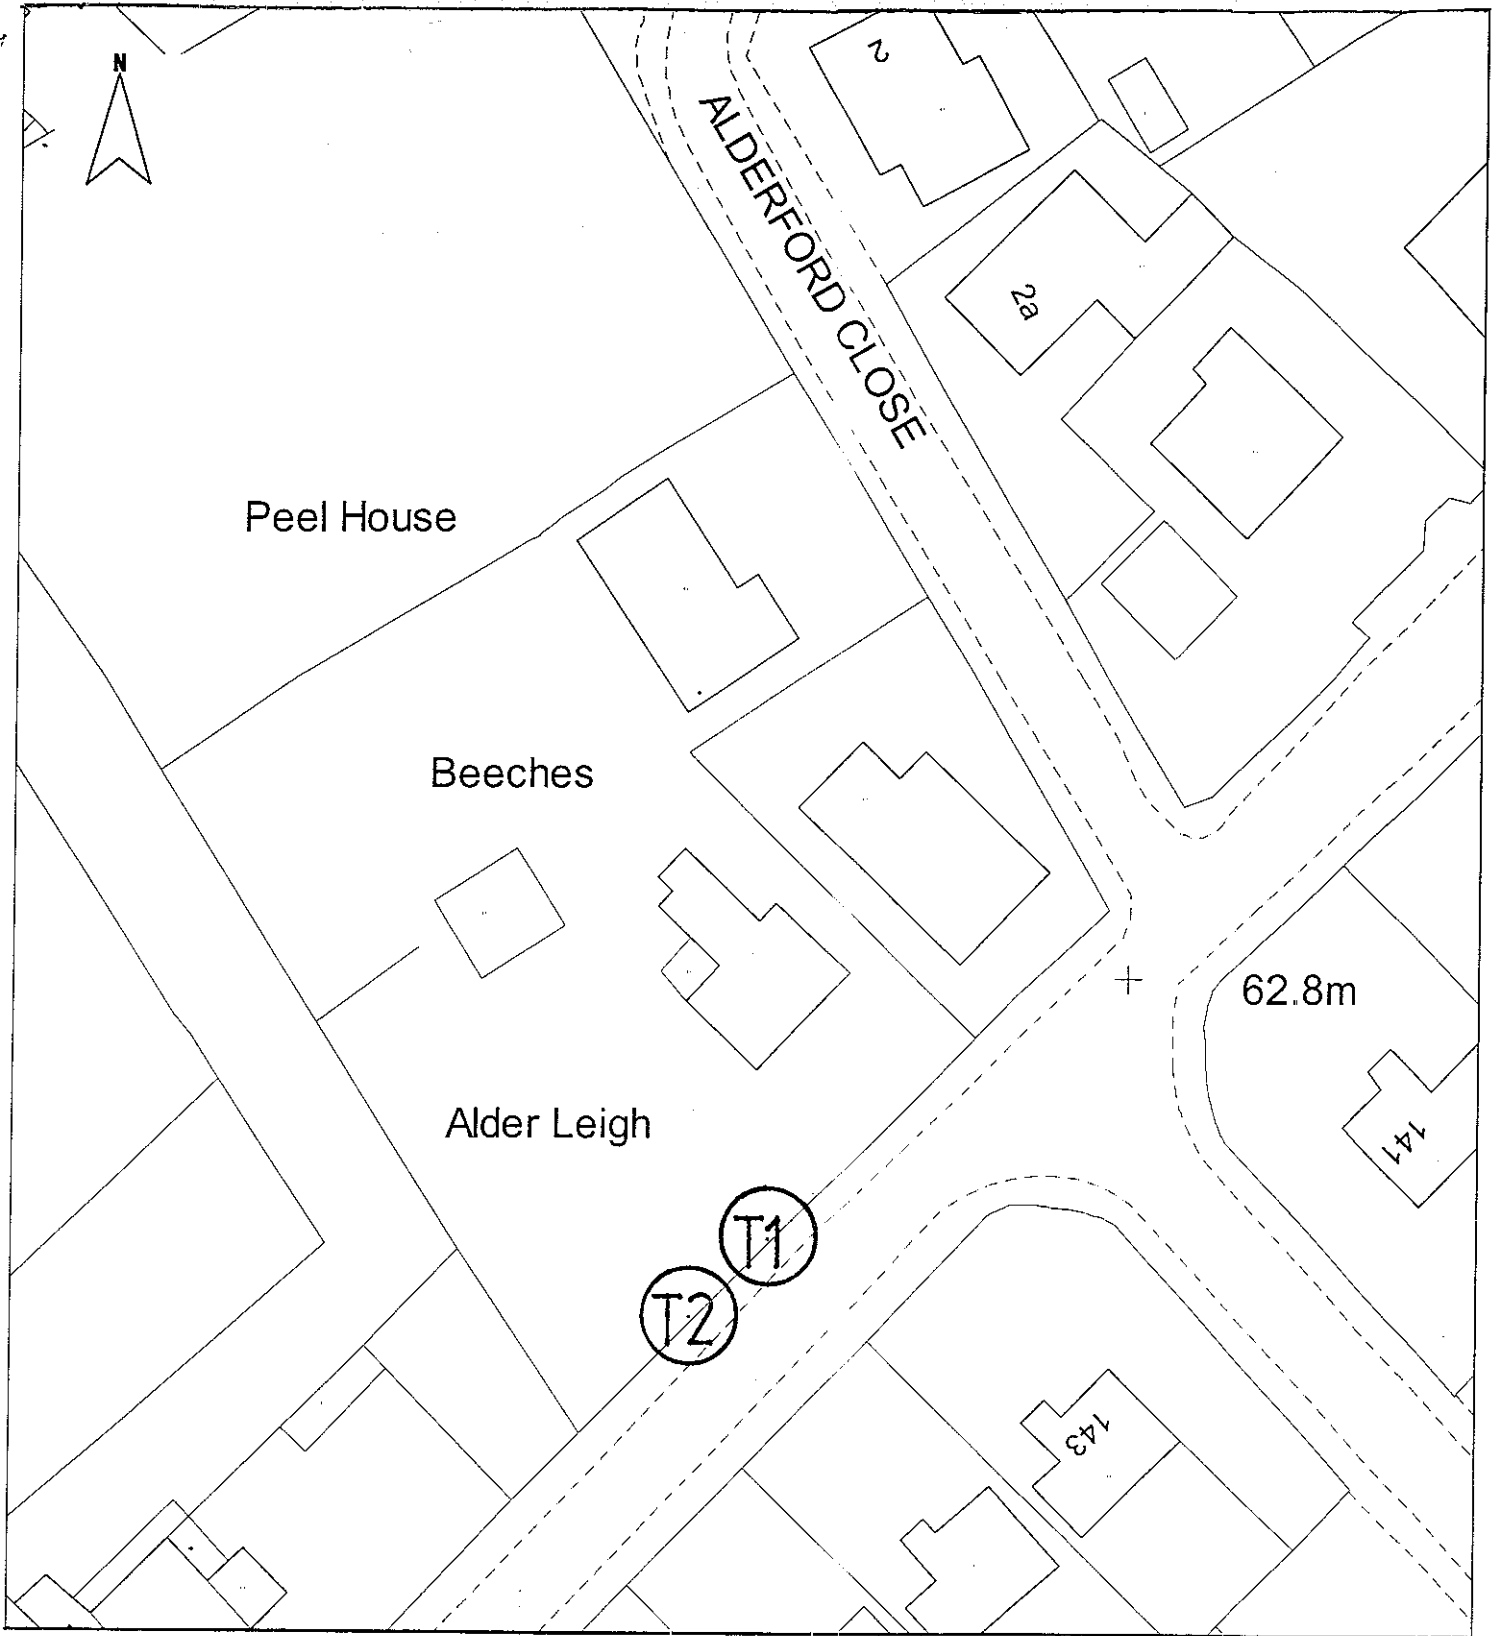 N
2
ALDERFORD CLOSE
2a
Peel House
Beeches
62.8m
Alder Leigh
141
T1
T2
143